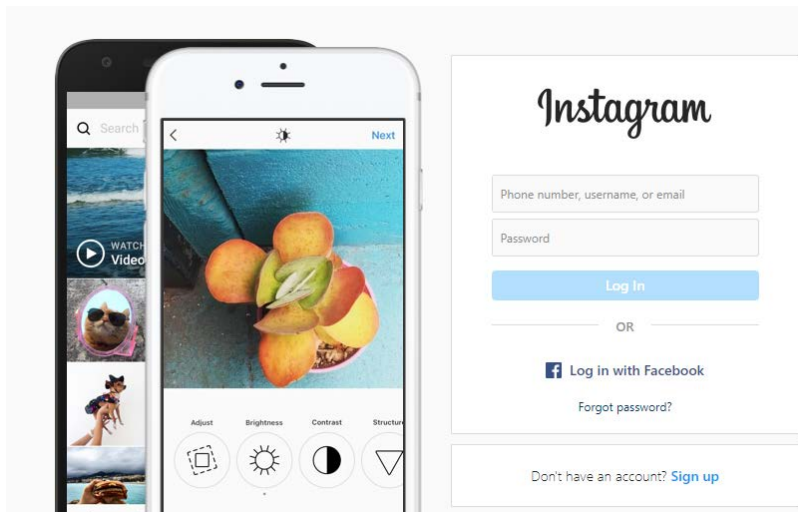 Search
WATCH
Video
Next
Adjust Brightness Contrast Structure
Instagram
Phone number, username, or email
Password
Log In
OR
Log in with Facebook
Forgot password?
Don't have an account? Sign up